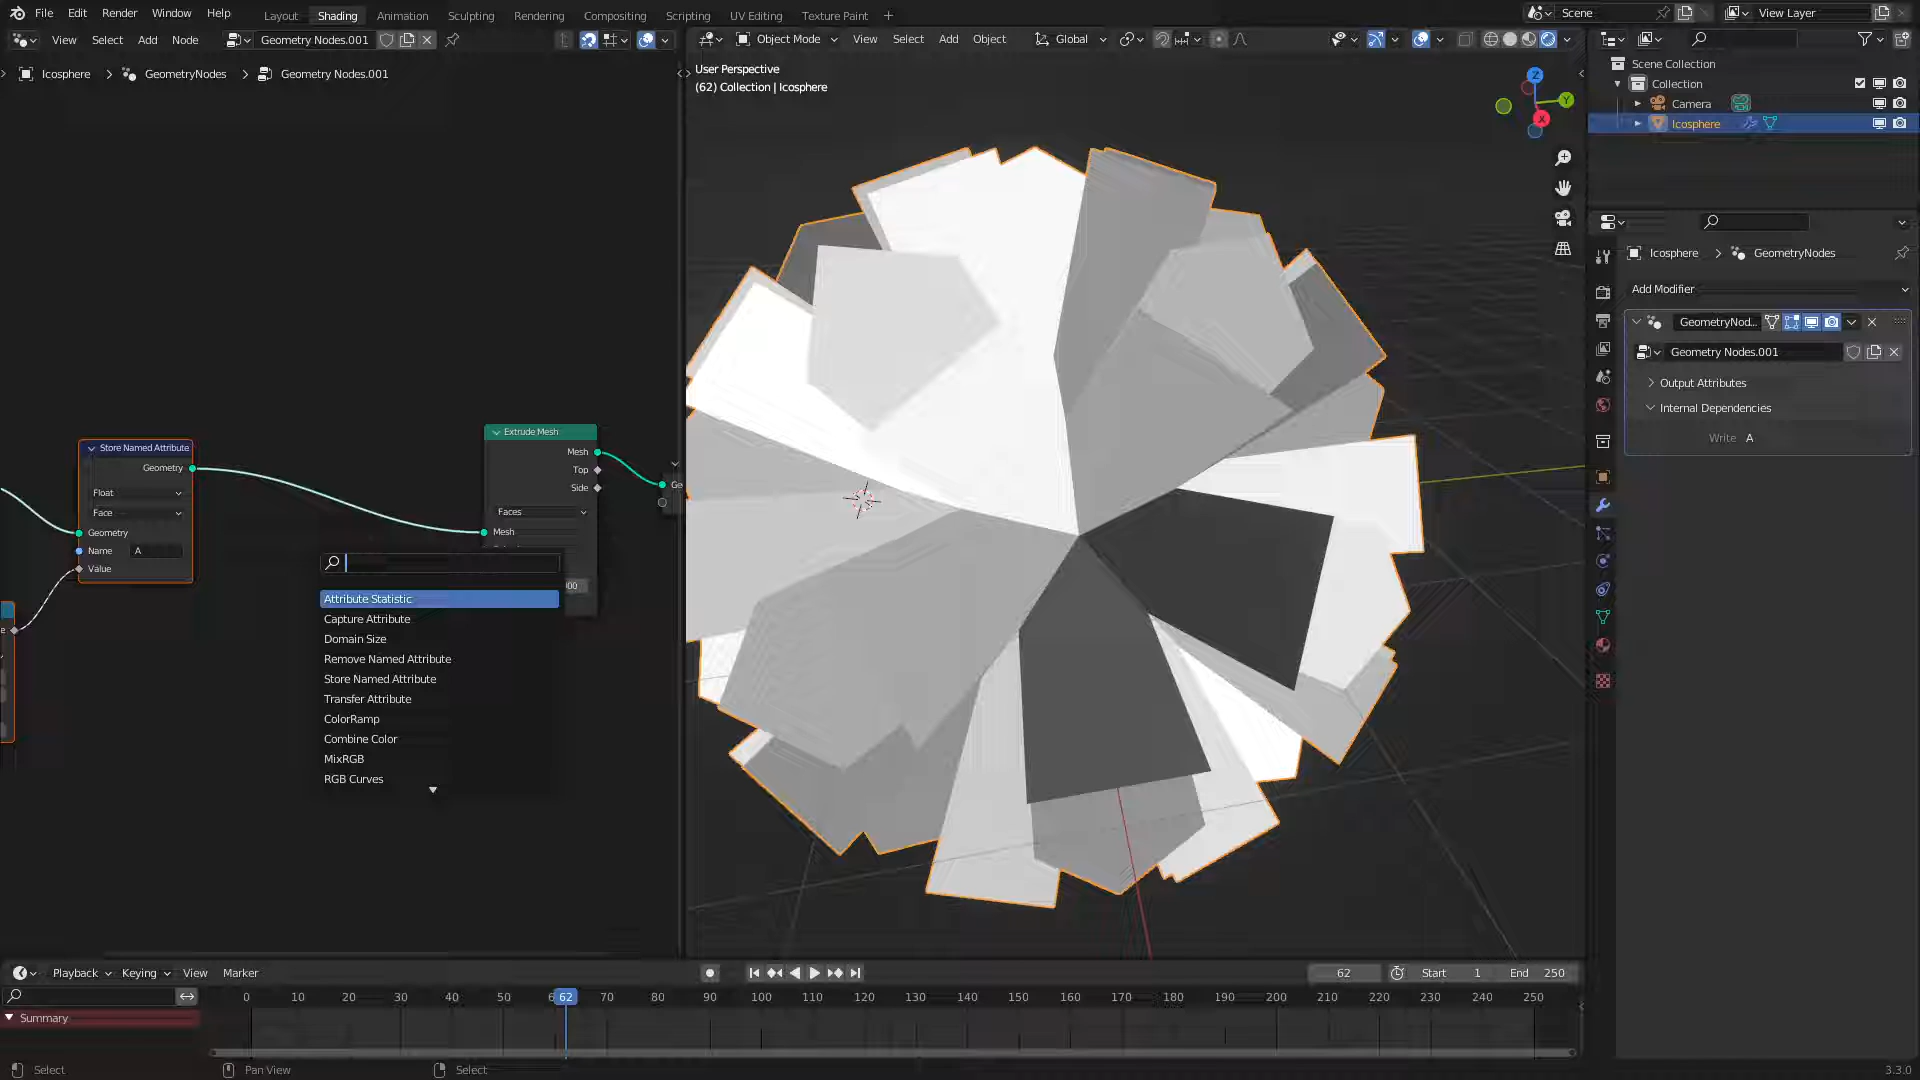 File Edit Render Window Help Layout Shading Animation Sculpting Rendering Compositing Scripting UV Editing Texture Paint + Scene View Layer
View Select Add Node Geometry Nodes.001 Object Mode View Select Add Object Global
Icosphere > GeometryNodes > Geometry Nodes.001
User Perspective
(62) Collection | Icosphere
Z
Y
X
Scene Collection
Collection
Camera
Icosphere
Icosphere > GeometryNodes
Add Modifier
GeometryNod...
Geometry Nodes.001
Output Attributes
Internal Dependencies
Write A
Store Named Attribute
Geometry
Float
Face
Geometry
Name A
Value
Extrude Mesh
Mesh
Top
Side
Faces
Mesh
Ge
Attribute Statistic
Capture Attribute
Domain Size
Remove Named Attribute
Store Named Attribute
Transfer Attribute
ColorRamp
Combine Color
MixRGB
RGB Curves
Playback Keying View Marker 62 Start 1 End 250
0 10 20 30 40 50 62 70 80 90 100 110 120 130 140 150 160 170 180 190 200 210 220 230 240 250
Summary
Select Pan View Select 3.3.0